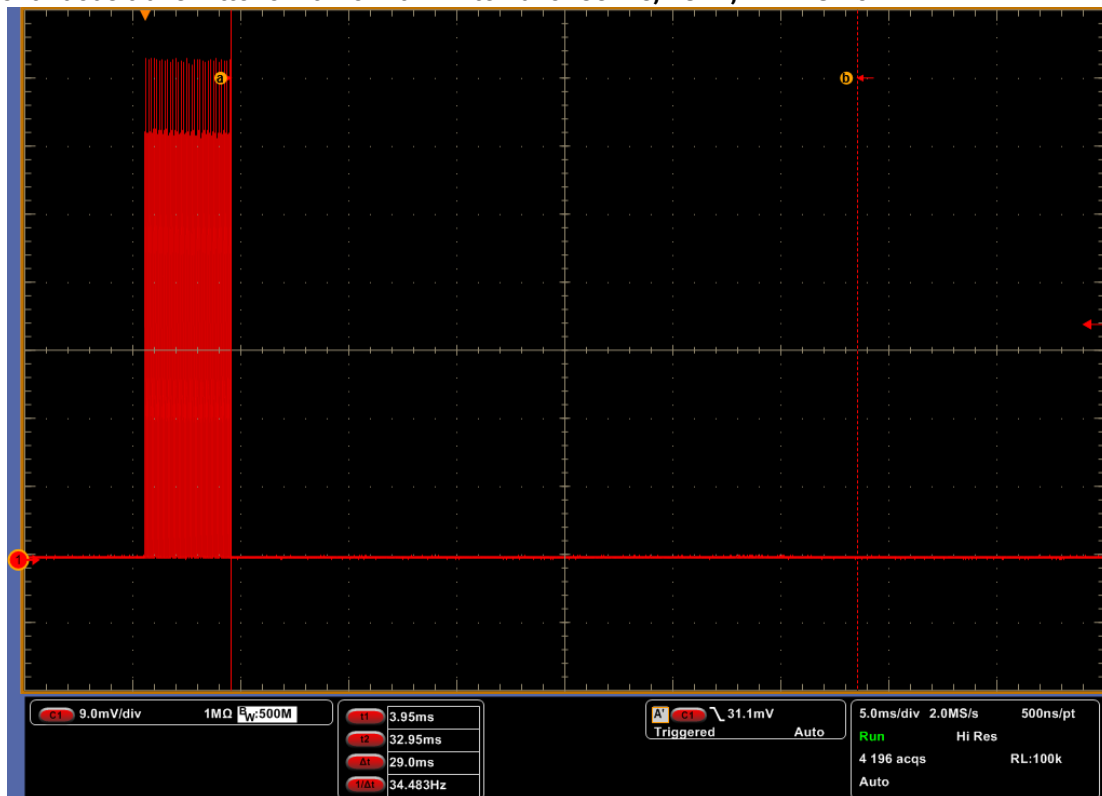 a
b
1
C1 9.0mV/div 1MΩ BW:500M
t1 3.95ms
t2 32.95ms
Δt 29.0ms
1/Δt 34.483Hz
A' C1 31.1mV
Triggered Auto
5.0ms/div 2.0MS/s 500ns/pt
Run Hi Res
4 196 acqs RL:100k
Auto